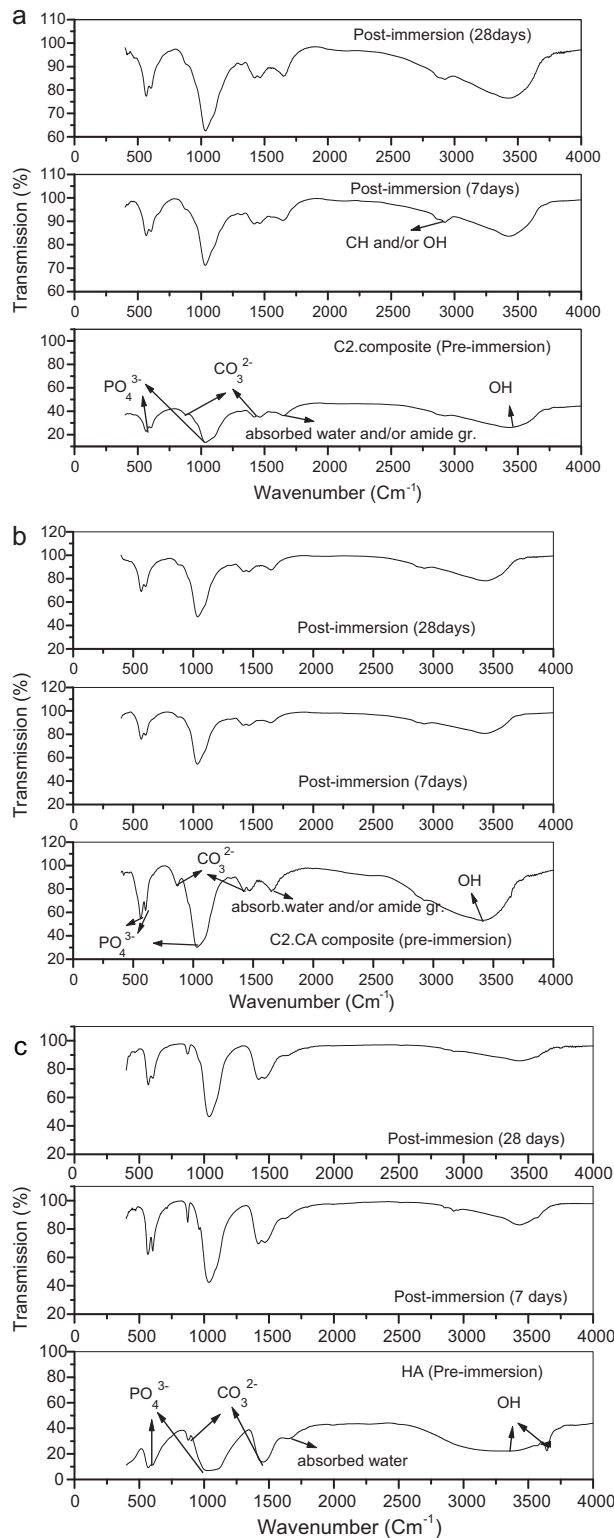 a
110
100
90
80
70
60
Post-immersion (28days)
500 1000 1500 2000 2500 3000 3500 4000
110
100
90
80
70
60
Post-immersion (7days)
CH and/or OH
500 1000 1500 2000 2500 3000 3500 4000
Transmission (%)
100
80
60
40
20
C2.composite (Pre-immersion)
PO4 3-
CO3 2-
OH
absorbed water and/or amide gr.
500 1000 1500 2000 2500 3000 3500 4000
Wavenumber (Cm-1)
b
120
100
80
60
40
20
Post-immersion (28days)
0 500 1000 1500 2000 2500 3000 3500 4000
120
100
80
60
40
20
Post-immersion (7days)
0 500 1000 1500 2000 2500 3000 3500 4000
Transmission (%)
120
100
80
60
40
20
CO3 2-
OH
absorb.water and/or amide gr.
PO4 3-
C2.CA composite (pre-immersion)
0 500 1000 1500 2000 2500 3000 3500 4000
Wavenumber (Cm-1)
c
100
80
60
40
20
Post-immesion (28 days)
0 500 1000 1500 2000 2500 3000 3500 4000
100
80
60
40
20
Post-immersion (7 days)
0 500 1000 1500 2000 2500 3000 3500 4000
Transmission (%)
100
80
60
40
20
0
HA (Pre-immersion)
PO4 3-
CO3 2-
OH
absorbed water
0 500 1000 1500 2000 2500 3000 3500 4000
Wavenumber (Cm-1)